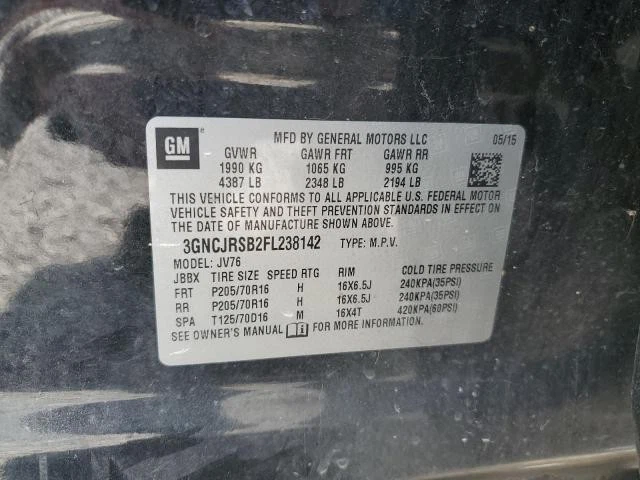 GM
MFD BY GENERAL MOTORS LLC 05/15
GVWR GAWR FRT GAWR RR
1990 KG 1065 KG 995 KG
4387 LB 2348 LB 2194 LB
THIS VEHICLE CONFORMS TO ALL APPLICABLE U.S. FEDERAL MOTOR
VEHICLE SAFETY AND THEFT PREVENTION STANDARDS IN EFFECT ON THE
DATE OF MANUFACTURE SHOWN ABOVE.
3GNCJRSB2FL238142 TYPE: M.P.V.
MODEL: JV76
JBBX TIRE SIZE SPEED RTG RIM COLD TIRE PRESSURE
FRT P205/70R16 H 16X6.5J 240KPA(35PSI)
RR P205/70R16 H 16X6.5J 240KPA(35PSI)
SPA T125/70D16 M 16X4T 420KPA(60PSI)
SEE OWNER'S MANUAL FOR MORE INFORMATION.